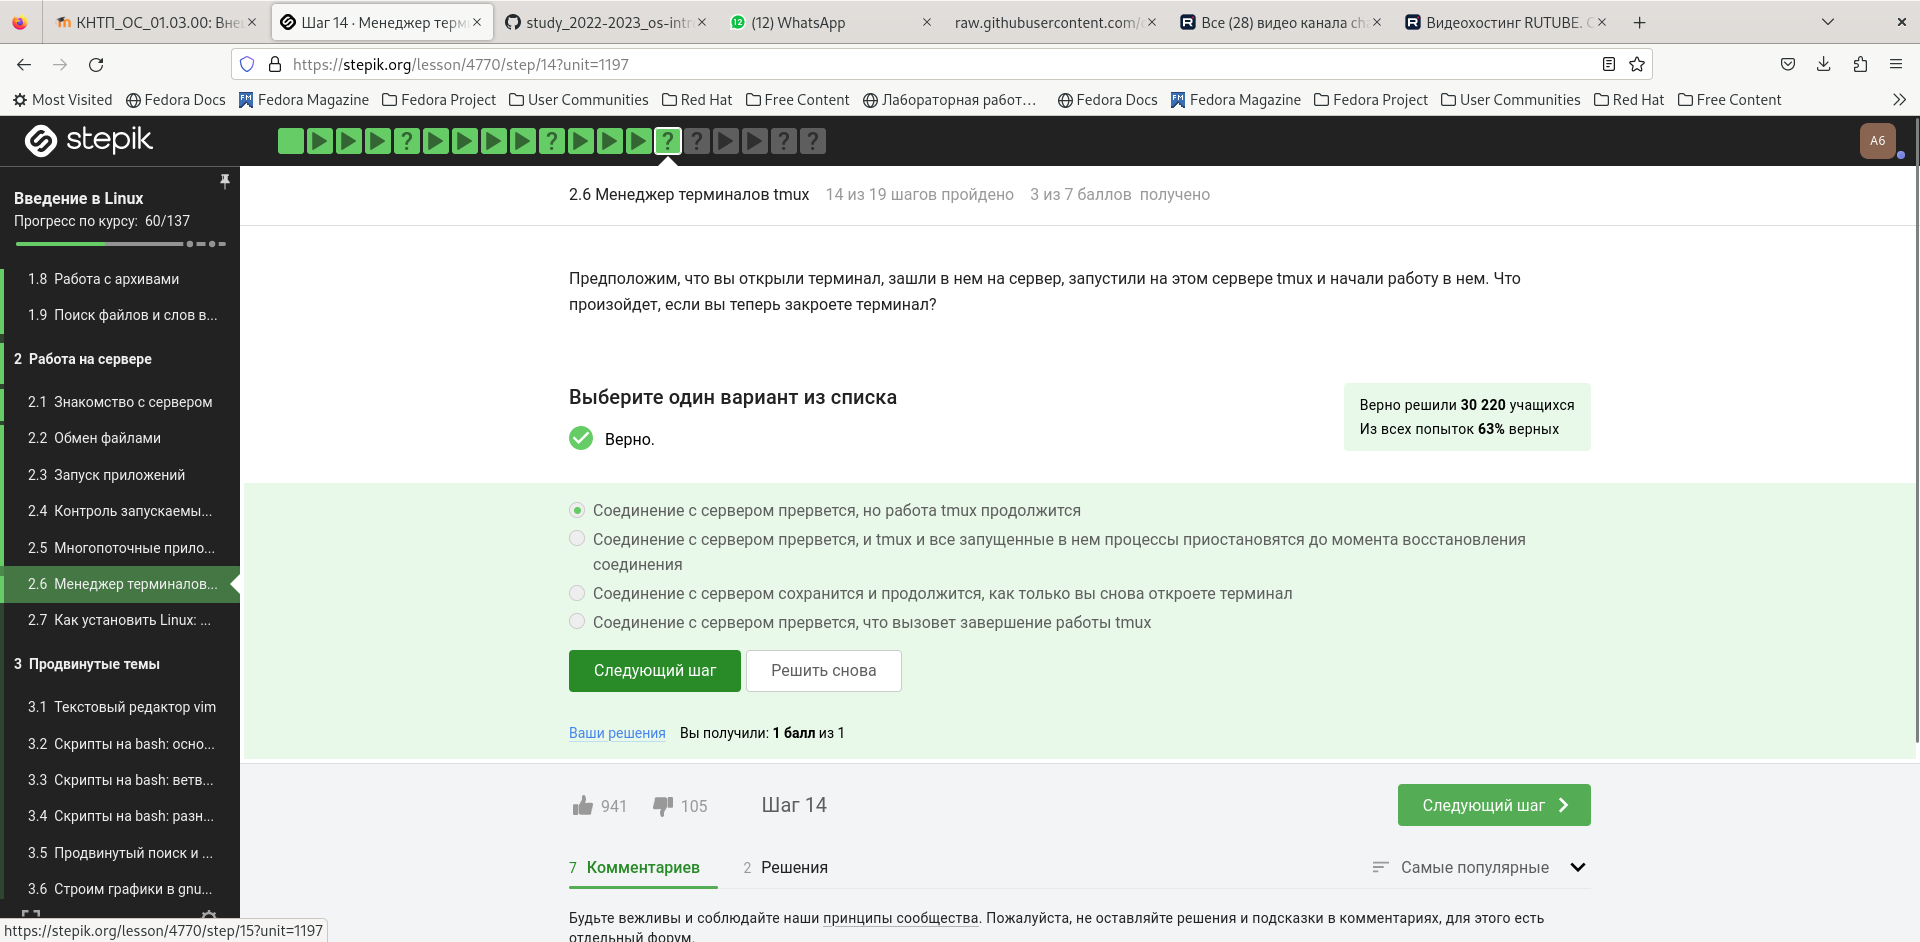 КНТП_ОС_01.03.00: Вне
Шаг 14 · Менеджер терм
study_2022-2023_os-intr
(12) WhatsApp
raw.githubusercontent.com/
Все (28) видео канала ch
Видеохостинг RUTUBE. С
https://stepik.org/lesson/4770/step/14?unit=1197
Most Visited
Fedora Docs
Fedora Magazine
Fedora Project
User Communities
Red Hat
Free Content
Лабораторная работ…
Fedora Docs
Fedora Magazine
Fedora Project
User Communities
Red Hat
Free Content
stepik
A6
Введение в Linux
Прогресс по курсу: 60/137
1.8 Работа с архивами
1.9 Поиск файлов и слов в...
2 Работа на сервере
2.1 Знакомство с сервером
2.2 Обмен файлами
2.3 Запуск приложений
2.4 Контроль запускаемы...
2.5 Многопоточные прило...
2.6 Менеджер терминалов...
2.7 Как установить Linux: ...
3 Продвинутые темы
3.1 Текстовый редактор vim
3.2 Скрипты на bash: осно...
3.3 Скрипты на bash: ветв...
3.4 Скрипты на bash: разн...
3.5 Продвинутый поиск и ...
3.6 Строим графики в gnu...
2.6 Менеджер терминалов tmux 14 из 19 шагов пройдено 3 из 7 баллов получено
Предположим, что вы открыли терминал, зашли в нем на сервер, запустили на этом сервере tmux и начали работу в нем. Что
произойдет, если вы теперь закроете терминал?
Выберите один вариант из списка
Верно.
Верно решили 30 220 учащихся
Из всех попыток 63% верных
Соединение с сервером прервется, но работа tmux продолжится
Соединение с сервером прервется, и tmux и все запущенные в нем процессы приостановятся до момента восстановления
соединения
Соединение с сервером сохранится и продолжится, как только вы снова откроете терминал
Соединение с сервером прервется, что вызовет завершение работы tmux
Следующий шаг
Решить снова
Ваши решения Вы получили: 1 балл из 1
941
105
Шаг 14
Следующий шаг
7 Комментариев
2 Решения
Самые популярные
Будьте вежливы и соблюдайте наши принципы сообщества. Пожалуйста, не оставляйте решения и подсказки в комментариях, для этого есть
отдельный форум.
https://stepik.org/lesson/4770/step/15?unit=1197